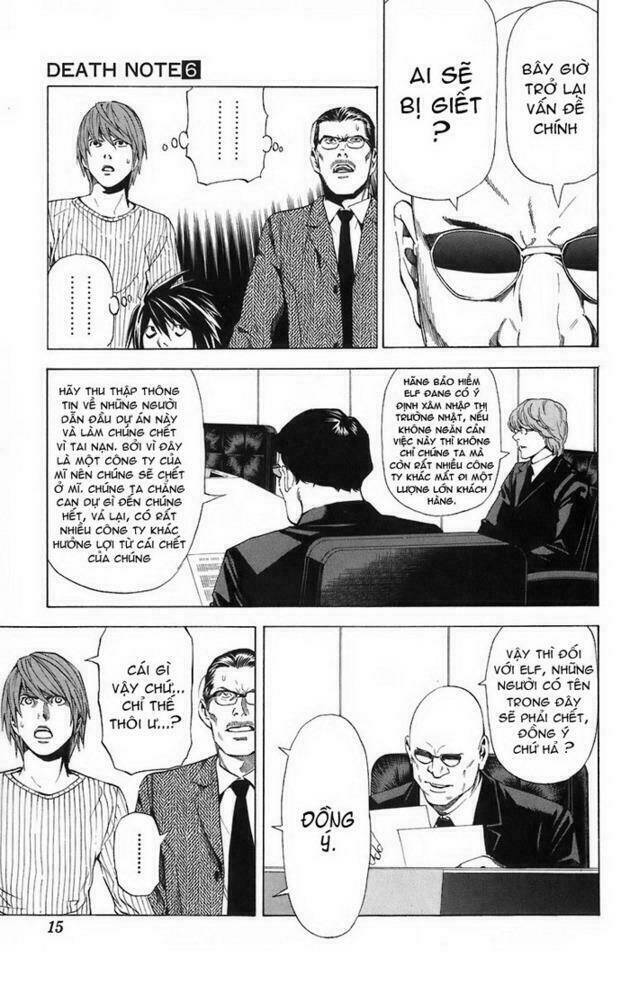 DEATH NOTE 6
BÂY GIỜ
TRỞ LẠI
VẤN ĐỀ
CHÍNH
AI SẼ
BỊ GIẾT
?
..........
..........
HÃNG BẢO HIỂM
ELF ĐANG CÓ Ý
ĐỊNH XÂM NHẬP THỊ
TRƯỜNG NHẬT, NẾU
KHÔNG NGĂN CẢN
VIỆC NÀY THÌ KHÔNG
CHỈ CHÚNG TA MÀ
CÒN RẤT NHIỀU CÔNG
TY KHÁC MẤT ĐI MỘT
LƯỢNG LỚN KHÁCH
HÀNG.
HÃY THU THẬP THÔNG
TIN VỀ NHỮNG NGƯỜI
DẪN ĐẦU DỰ ÁN NÀY
VÀ LÀM CHÚNG CHẾT
VÌ TAI NẠN. BỞI VÌ ĐÂY
LÀ MỘT CÔNG TY CỦA
MĨ NÊN CHÚNG SẼ CHẾT
Ở MĨ. CHÚNG TA CHẲNG
CAN DỰ GÌ ĐẾN CHÚNG
HẾT, VẢ LẠI, CÓ RẤT
NHIỀU CÔNG TY KHÁC
HƯỞNG LỢI TỪ CÁI CHẾT
CỦA CHÚNG
VẬY THÌ ĐỐI
VỚI ELF, NHỮNG
NGƯỜI CÓ TÊN
TRONG ĐÂY
SẼ PHẢI CHẾT,
ĐỒNG Ý
CHỨ HẢ ?
ĐỒNG
Ý.
CÁI GÌ
VẬY CHỨ...
CHỈ THẾ
THÔI Ư...?
........
15